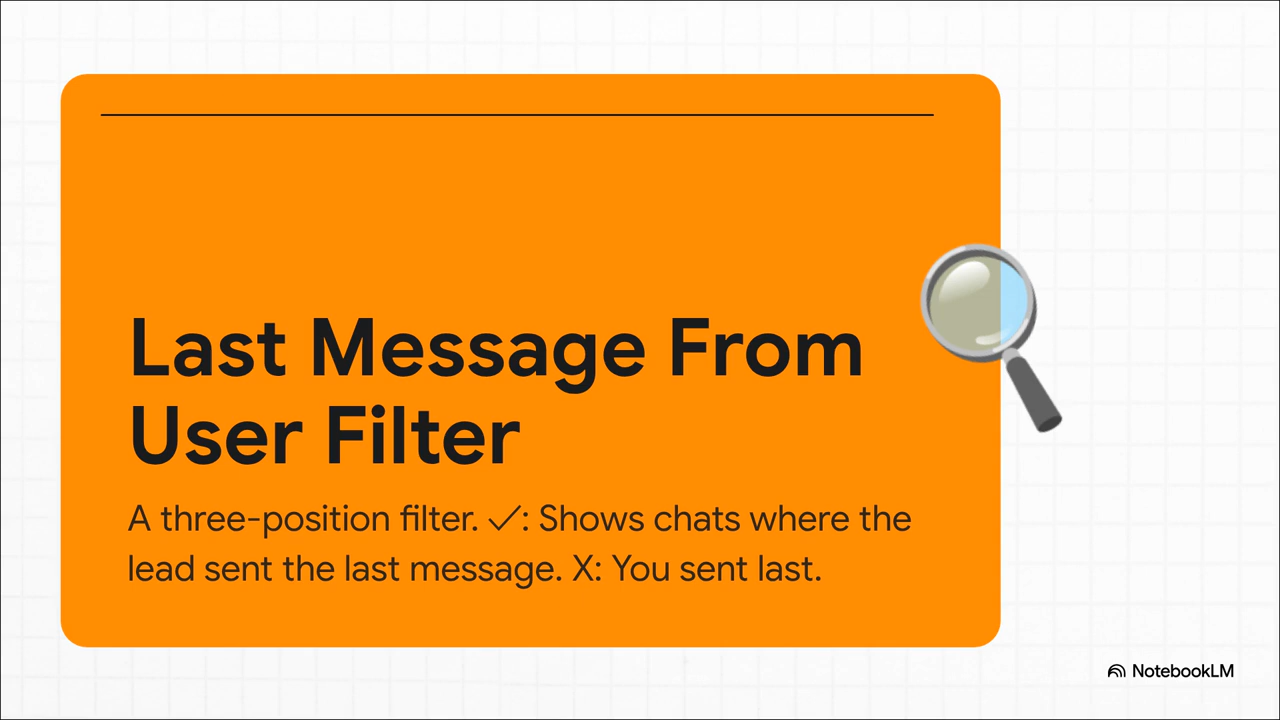 Last Message From
User Filter
A three-position filter. ✓: Shows chats where the
lead sent the last message. X: You sent last.
NotebookLM